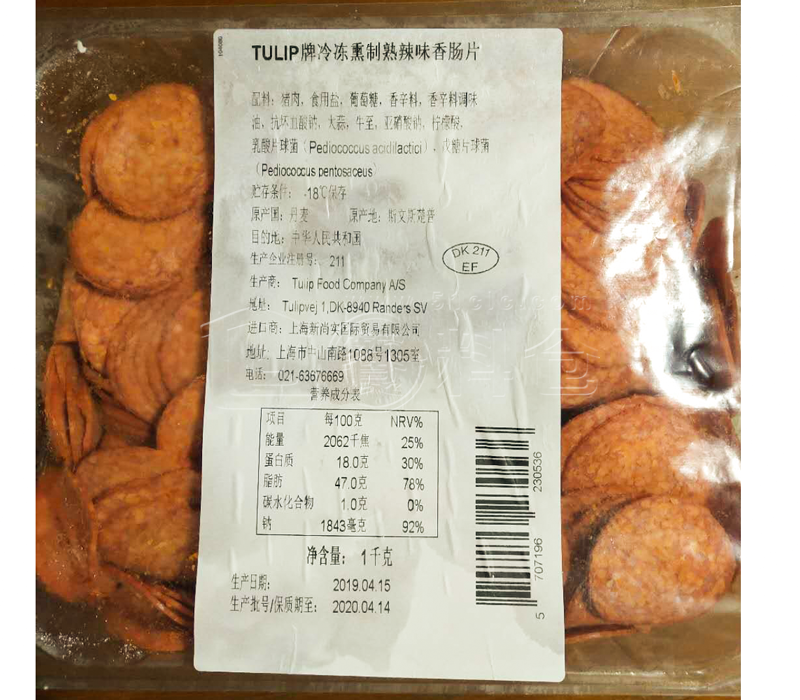 TULIP牌冷冻熏制熟辣味香肠片
配料：猪肉，食用盐，葡萄糖，香辛料，香辛料调味
油，抗坏血酸钠，大蒜，牛至，亚硝酸钠，柠檬酸，
乳酸片球菌（Pediococcus acidilactici），戊糖片球菌
（Pediococcus pentosaceus）
贮存条件： -18℃保存
原产国：丹麦 原产地：斯文斯楚普
目的地：中华人民共和国
生产企业注册号： 211
DK 211
EF
生产商： Tulip Food Company A/S
地址： Tulipvej 1,DK-8940 Randers SV
进口商：上海新尚实国际贸易有限公司
地址：上海市中山南路1088号1305室
电话： 021-63676669
营养成分表
项目 每100克 NRV%
能量 2062千焦 25%
蛋白质 18.0克 30%
脂肪 47.0克 78%
碳水化合物 1.0克 0%
钠 1843毫克 92%
净含量： 1千克
生产日期： 2019.04.15
生产批号/保质期至： 2020.04.14
5 707196 230536